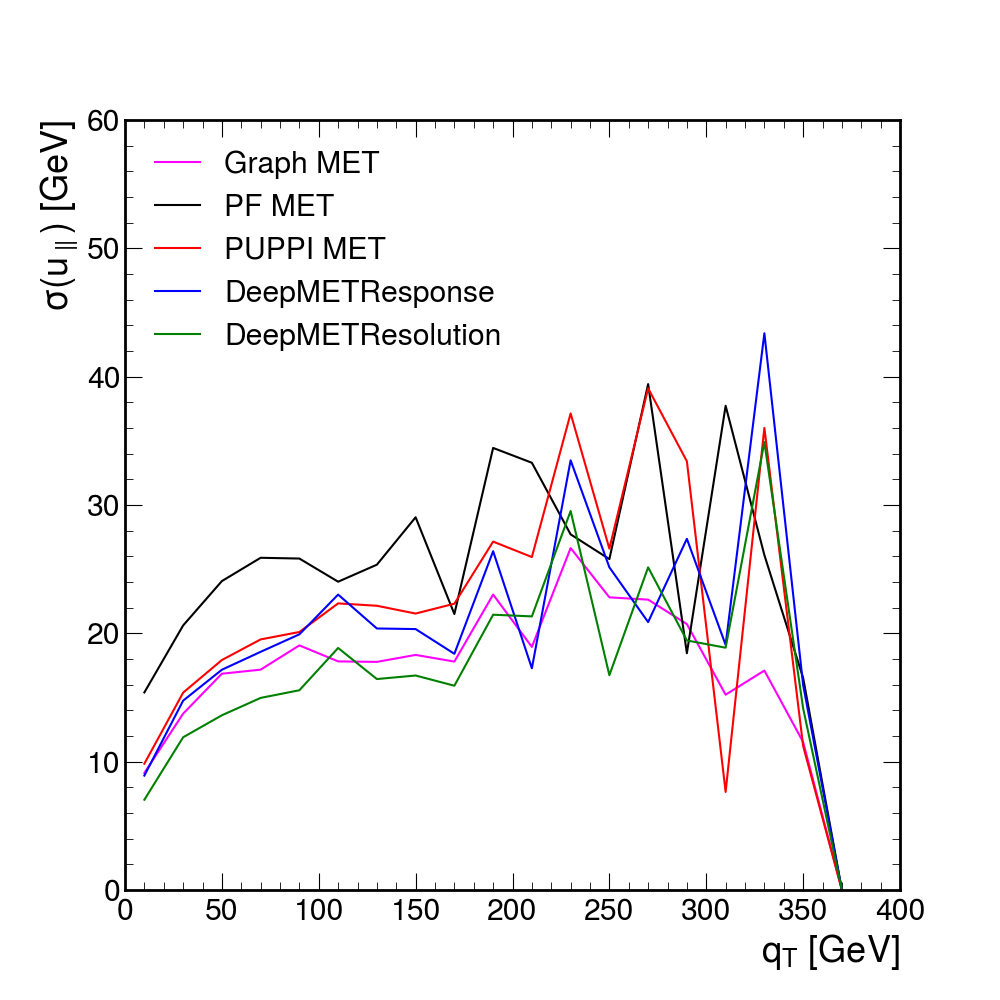 σ(u∥) [GeV]
60
50
40
30
20
10
0
Graph MET
PF MET
PUPPI MET
DeepMETResponse
DeepMETResolution
0 50 100 150 200 250 300 350 400
qT [GeV]